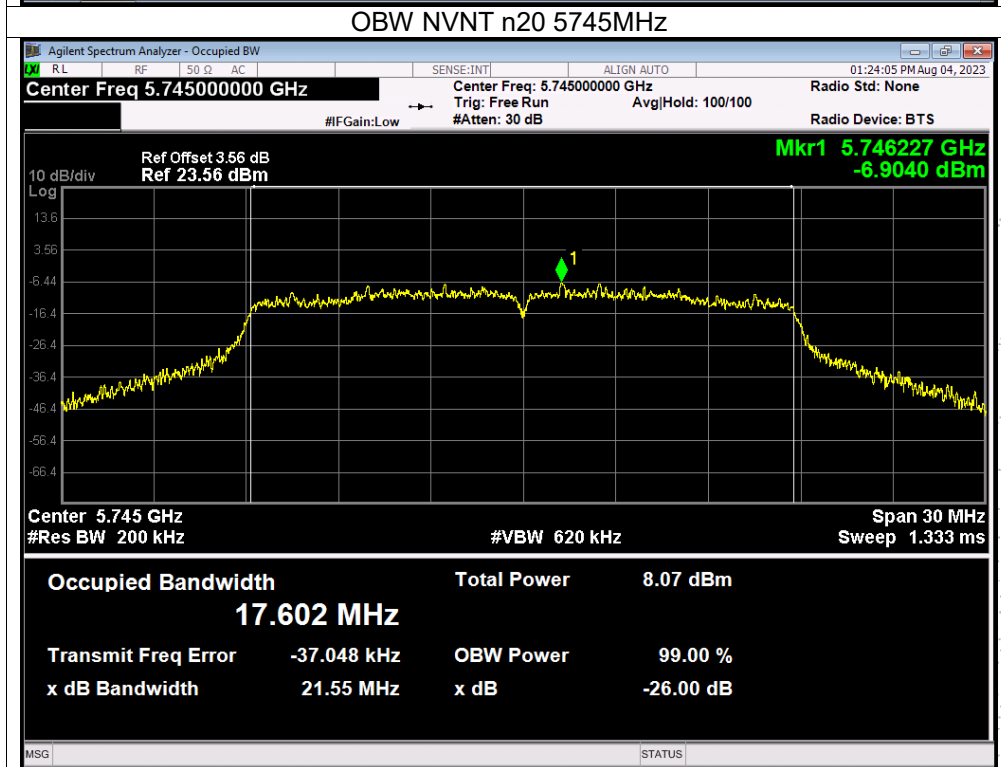 OBW NVNT n20 5745MHz
Agilent Spectrum Analyzer - Occupied BW
LXI RL RF 50 Ω AC SENSE:INT ALIGN AUTO 01:24:05 PM Aug 04, 2023
Center Freq 5.745000000 GHz Center Freq: 5.745000000 GHz Radio Std: None
Trig: Free Run Avg|Hold: 100/100
#IFGain:Low #Atten: 30 dB Radio Device: BTS
Ref Offset 3.56 dB Mkr1 5.746227 GHz
10 dB/div Ref 23.56 dBm -6.9040 dBm
Log
13.6
3.56
1
-6.44
-16.4
-26.4
-36.4
-46.4
-56.4
-66.4
Center 5.745 GHz Span 30 MHz
#Res BW 200 kHz #VBW 620 kHz Sweep 1.333 ms
Occupied Bandwidth Total Power 8.07 dBm
17.602 MHz
Transmit Freq Error -37.048 kHz OBW Power 99.00 %
x dB Bandwidth 21.55 MHz x dB -26.00 dB
MSG STATUS